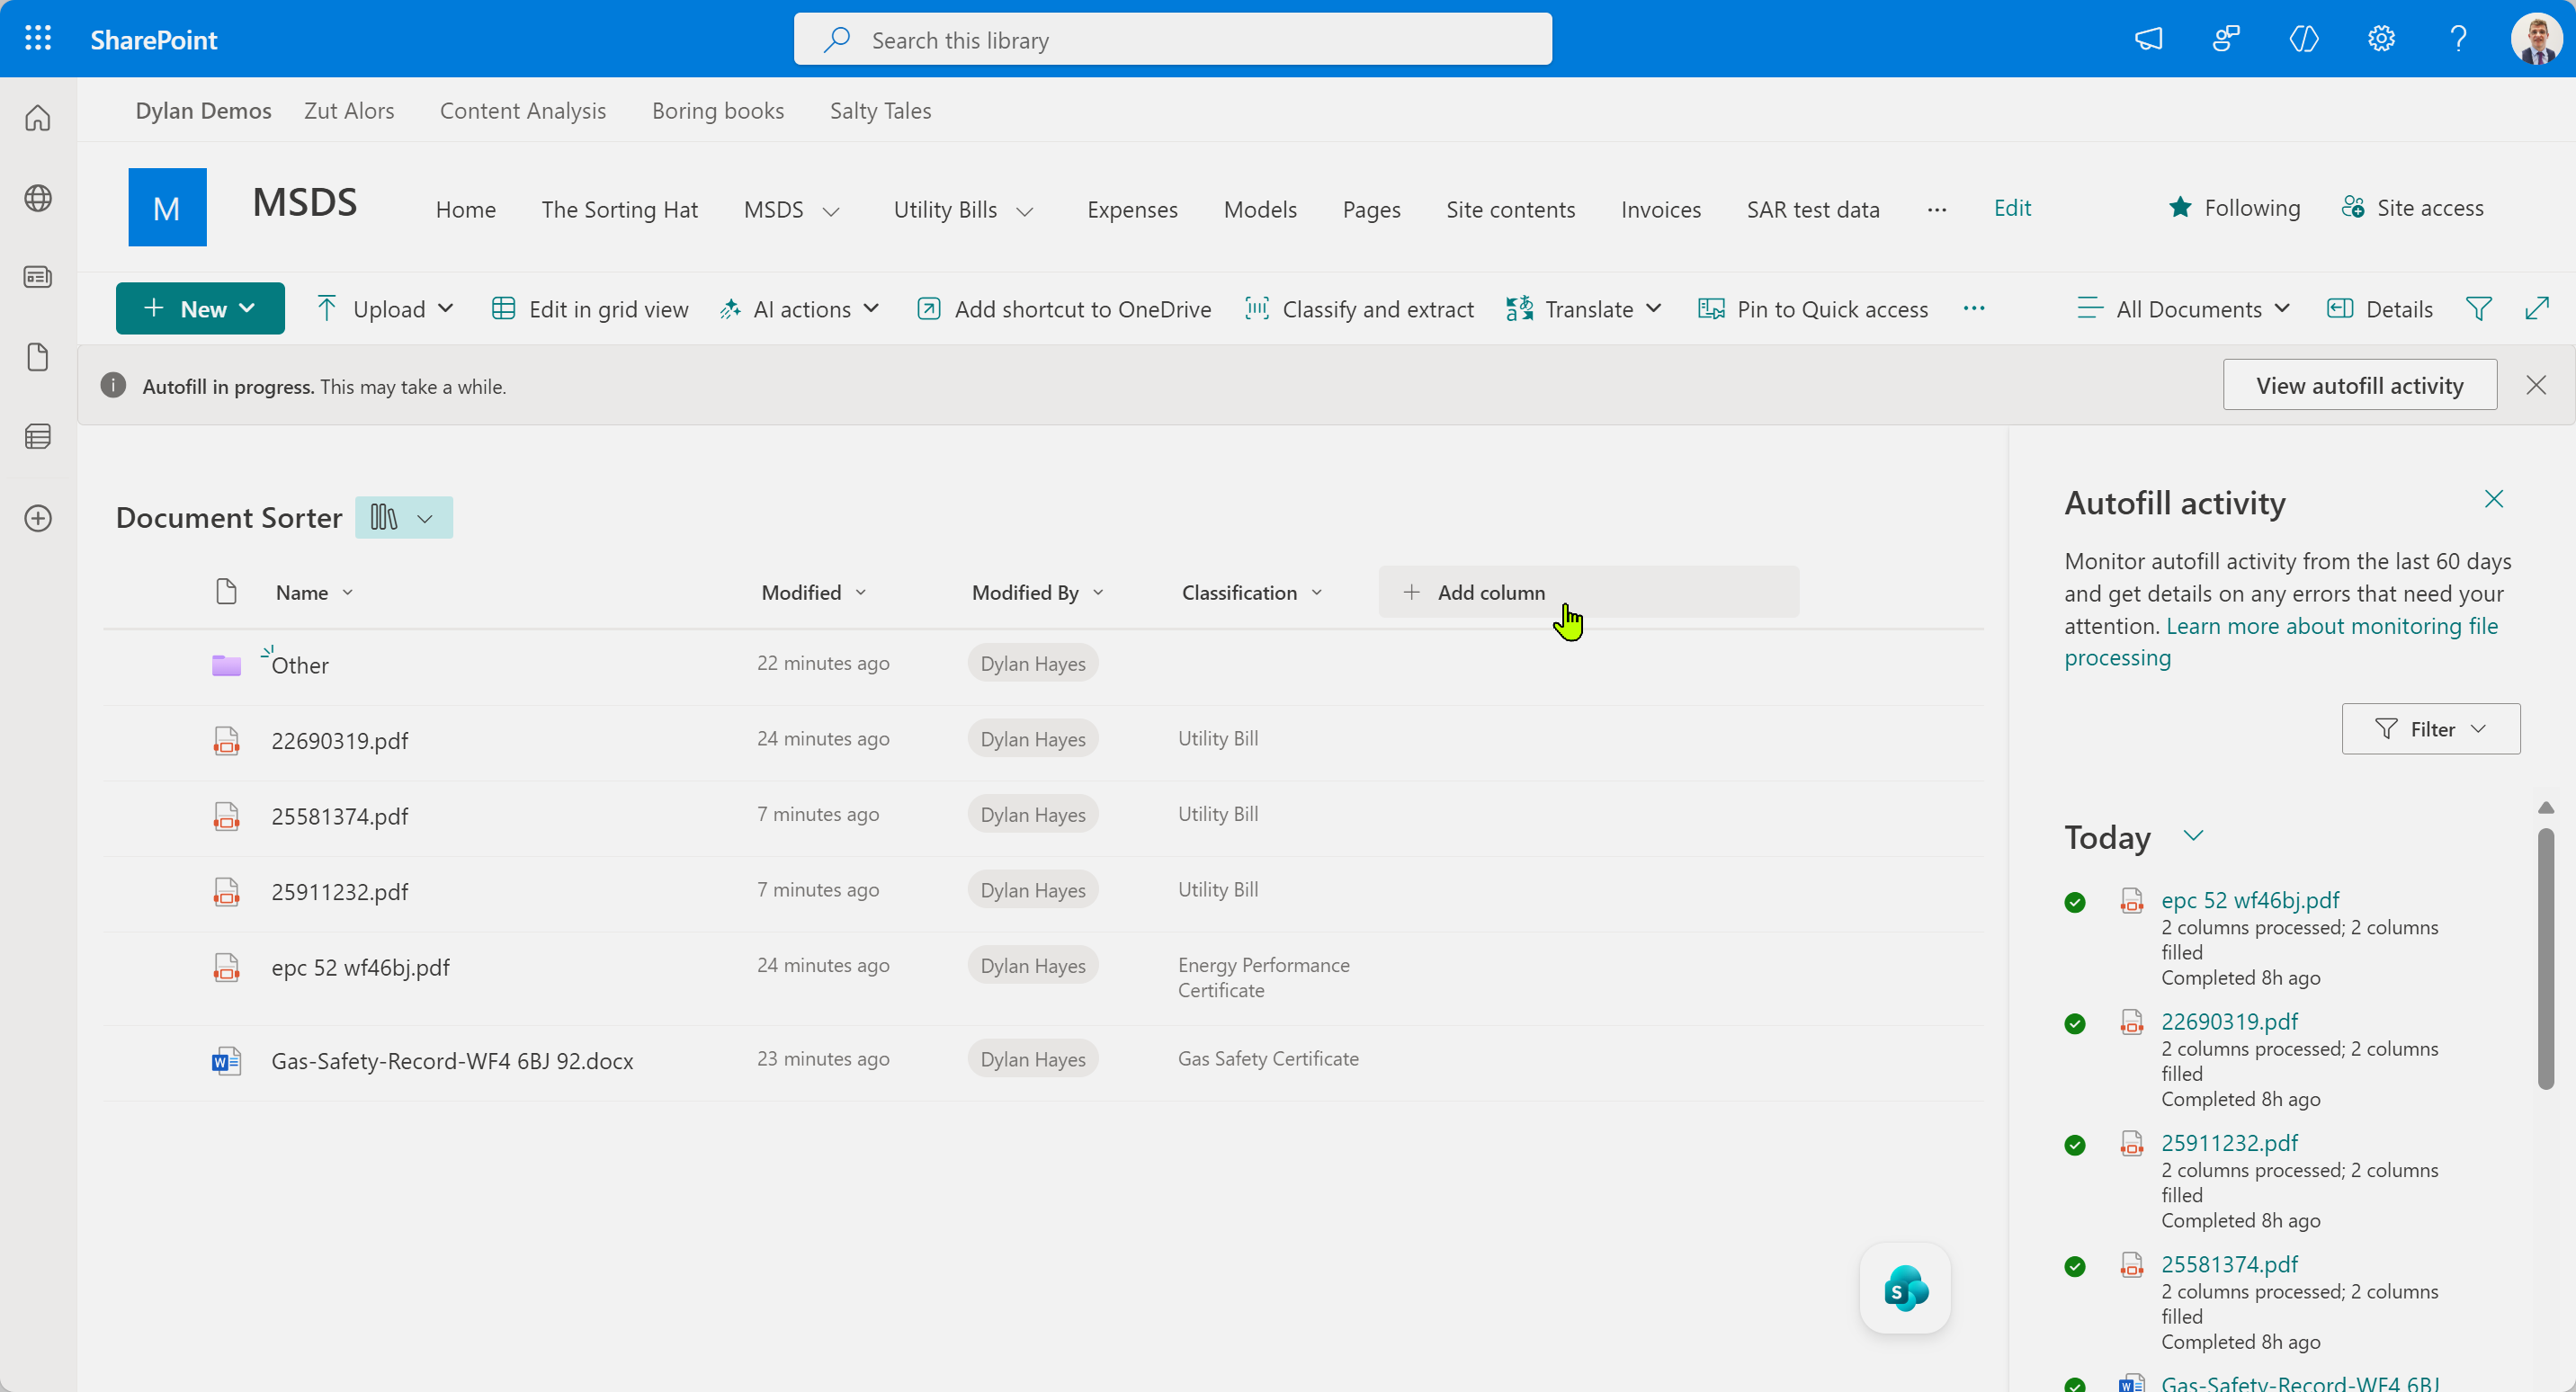 SharePoint
Search this library
Dylan Demos Zut Alors Content Analysis Boring books Salty Tales
M
MSDS
Home The Sorting Hat MSDS Utility Bills Expenses Models Pages Site contents Invoices SAR test data ... Edit
Following Site access
New Upload Edit in grid view AI actions Add shortcut to OneDrive Classify and extract Translate Pin to Quick access ... All Documents Details
Autofill in progress. This may take a while.
View autofill activity
Document Sorter
Name Modified Modified By Classification + Add column
Other 22 minutes ago Dylan Hayes
22690319.pdf 24 minutes ago Dylan Hayes Utility Bill
25581374.pdf 7 minutes ago Dylan Hayes Utility Bill
25911232.pdf 7 minutes ago Dylan Hayes Utility Bill
epc 52 wf46bj.pdf 24 minutes ago Dylan Hayes Energy Performance
Certificate
Gas-Safety-Record-WF4 6BJ 92.docx 23 minutes ago Dylan Hayes Gas Safety Certificate
Autofill activity
Monitor autofill activity from the last 60 days
and get details on any errors that need your
attention. Learn more about monitoring file
processing
Filter
Today
epc 52 wf46bj.pdf
2 columns processed; 2 columns
filled
Completed 8h ago
22690319.pdf
2 columns processed; 2 columns
filled
Completed 8h ago
25911232.pdf
2 columns processed; 2 columns
filled
Completed 8h ago
25581374.pdf
2 columns processed; 2 columns
filled
Completed 8h ago
Gas-Safety-Record-WF4 6BJ